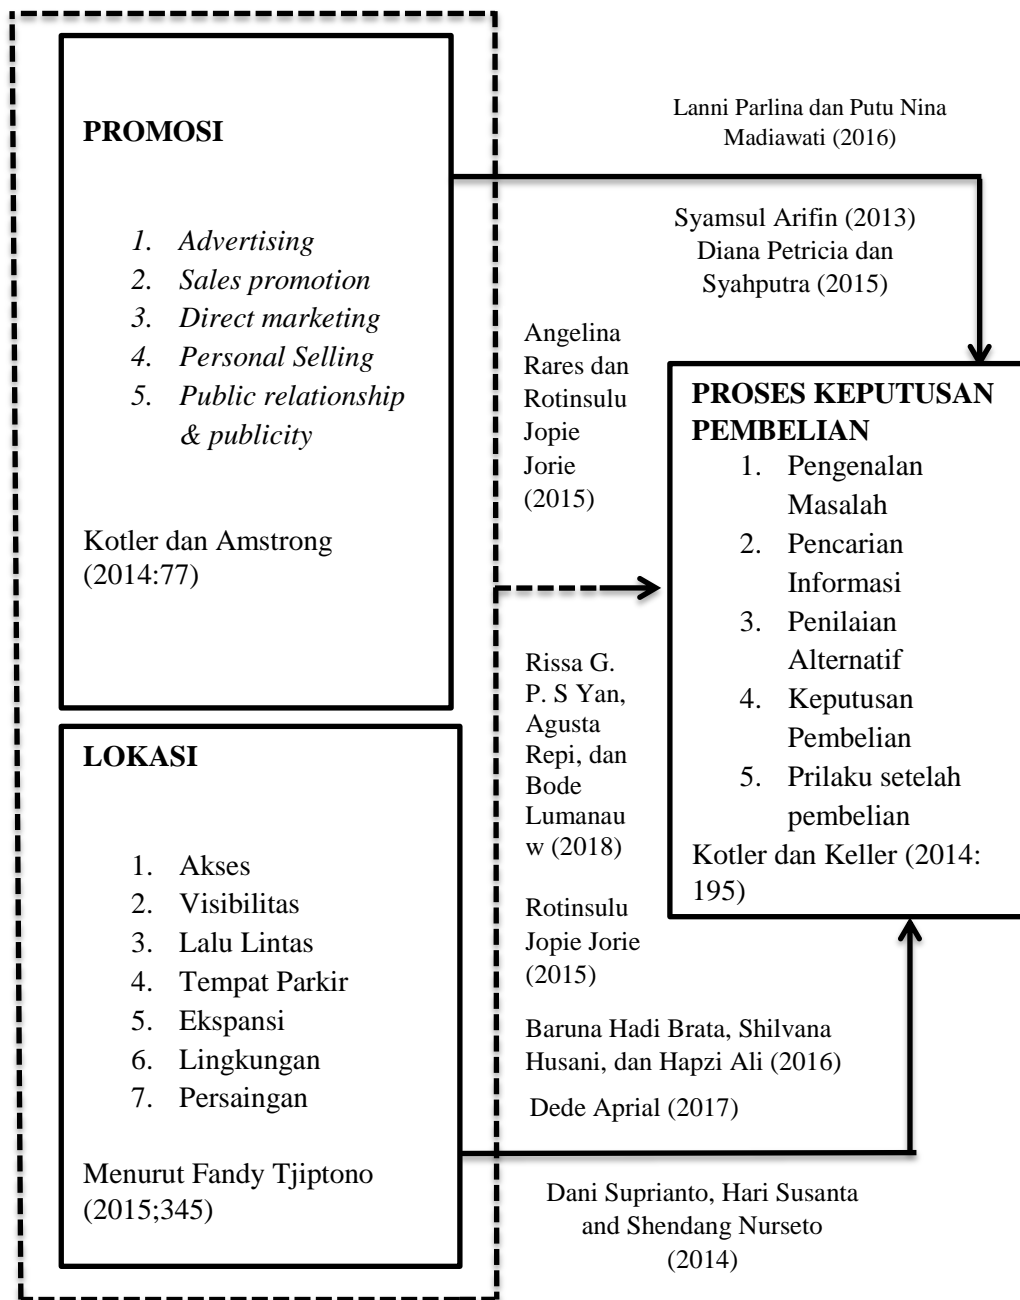 PROMOSI
1. Advertising
2. Sales promotion
3. Direct marketing
4. Personal Selling
5. Public relationship
& publicity
Kotler dan Amstrong
(2014:77)
LOKASI
1. Akses
2. Visibilitas
3. Lalu Lintas
4. Tempat Parkir
5. Ekspansi
6. Lingkungan
7. Persaingan
Menurut Fandy Tjiptono
(2015;345)
Lanni Parlina dan Putu Nina
Madiawati (2016)
Syamsul Arifin (2013)
Diana Petricia dan
Syahputra (2015)
Angelina
Rares dan
Rotinsulu
Jopie
Jorie
(2015)
Rissa G.
P. S Yan,
Agusta
Repi, dan
Bode
Lumanau
w (2018)
Rotinsulu
Jopie Jorie
(2015)
Baruna Hadi Brata, Shilvana
Husani, dan Hapzi Ali (2016)
Dede Aprial (2017)
Dani Suprianto, Hari Susanta
and Shendang Nurseto
(2014)
PROSES KEPUTUSAN
PEMBELIAN
1. Pengenalan
Masalah
2. Pencarian
Informasi
3. Penilaian
Alternatif
4. Keputusan
Pembelian
5. Prilaku setelah
pembelian
Kotler dan Keller (2014:
195)